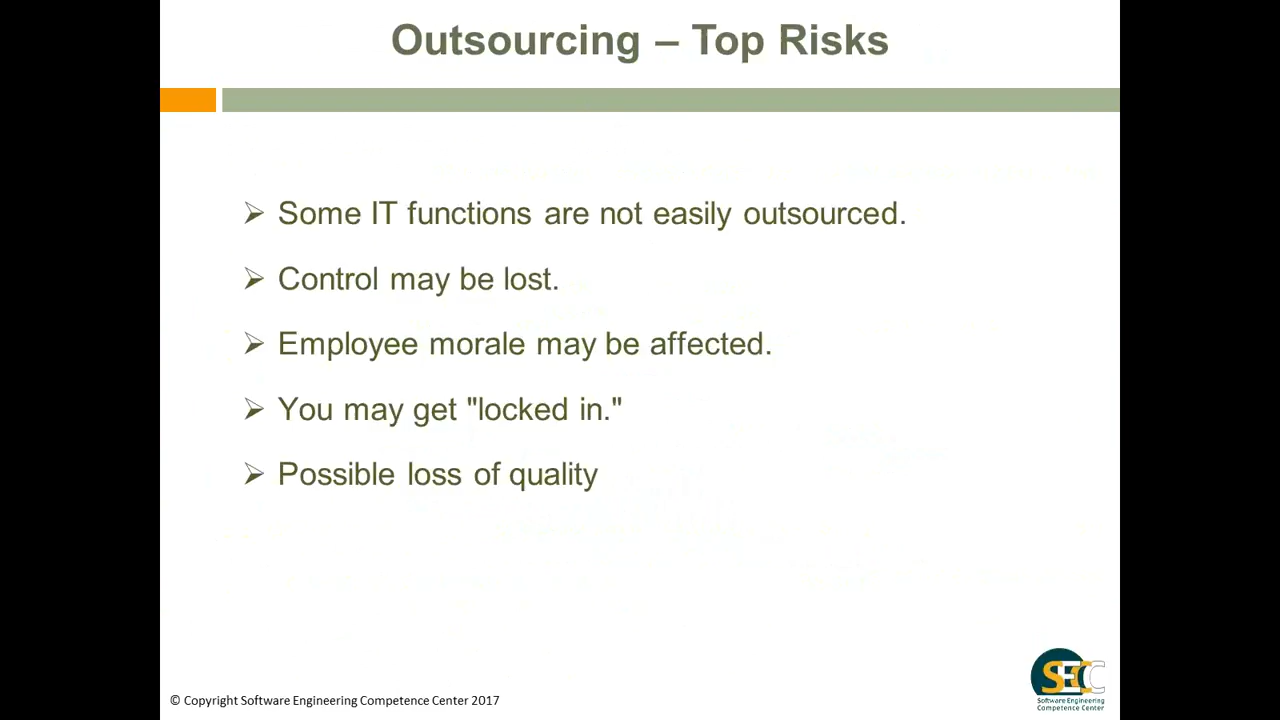 Outsourcing – Top Risks
Some IT functions are not easily outsourced.
Control may be lost.
Employee morale may be affected.
You may get "locked in."
Possible loss of quality
© Copyright Software Engineering Competence Center 2017
SECC
Software Engineering
Competence Center